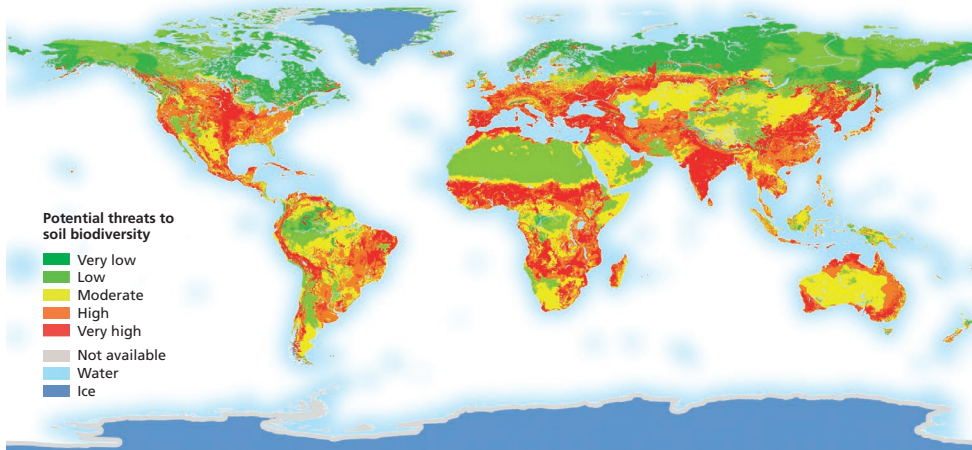 Potential threats to
soil biodiversity
Very low
Low
Moderate
High
Very high
Not available
Water
Ice